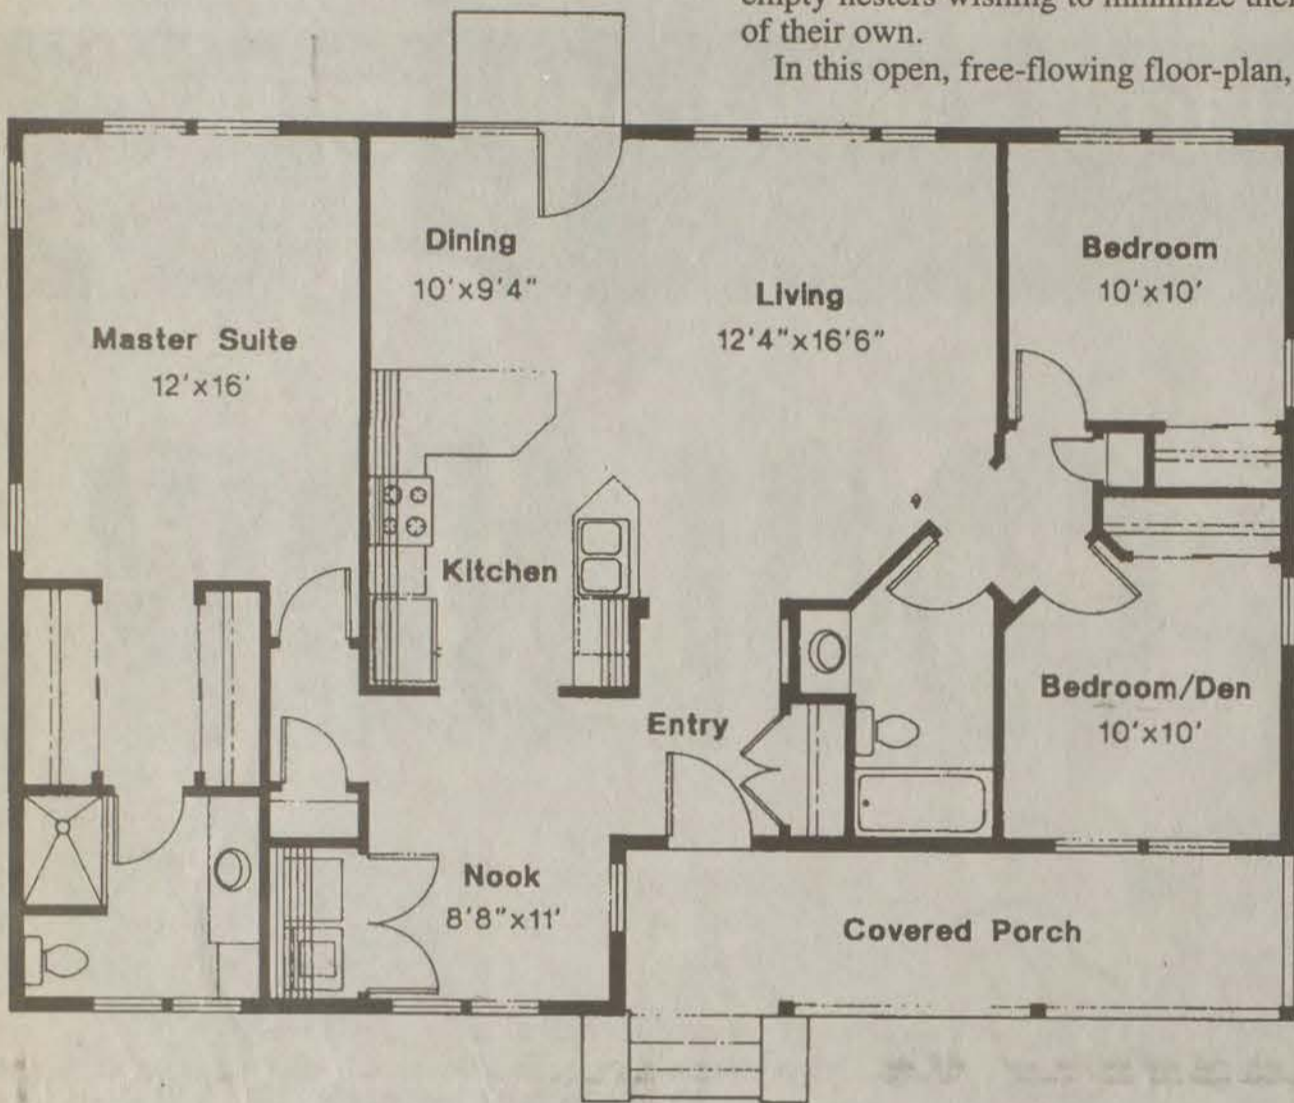 of their own.
In this open, free-flowing floor-plan,
Dining
10'x9'4"
Living
12'4"x16'6"
Bedroom
10'x10'
Master Suite
12'x16'
Kitchen
Bedroom/Den
10'x10'
Entry
Nook
8'8"x11'
Covered Porch